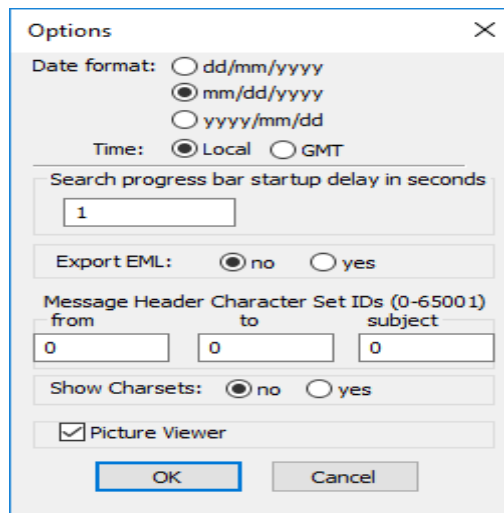 Options
Date format: dd/mm/yyyy
mm/dd/yyyy
yyyy/mm/dd
Time: Local GMT
Search progress bar startup delay in seconds
1
Export EML: no yes
Message Header Character Set IDs (0-65001)
from to subject
0 0 0
Show Charsets: no yes
Picture Viewer
OK Cancel